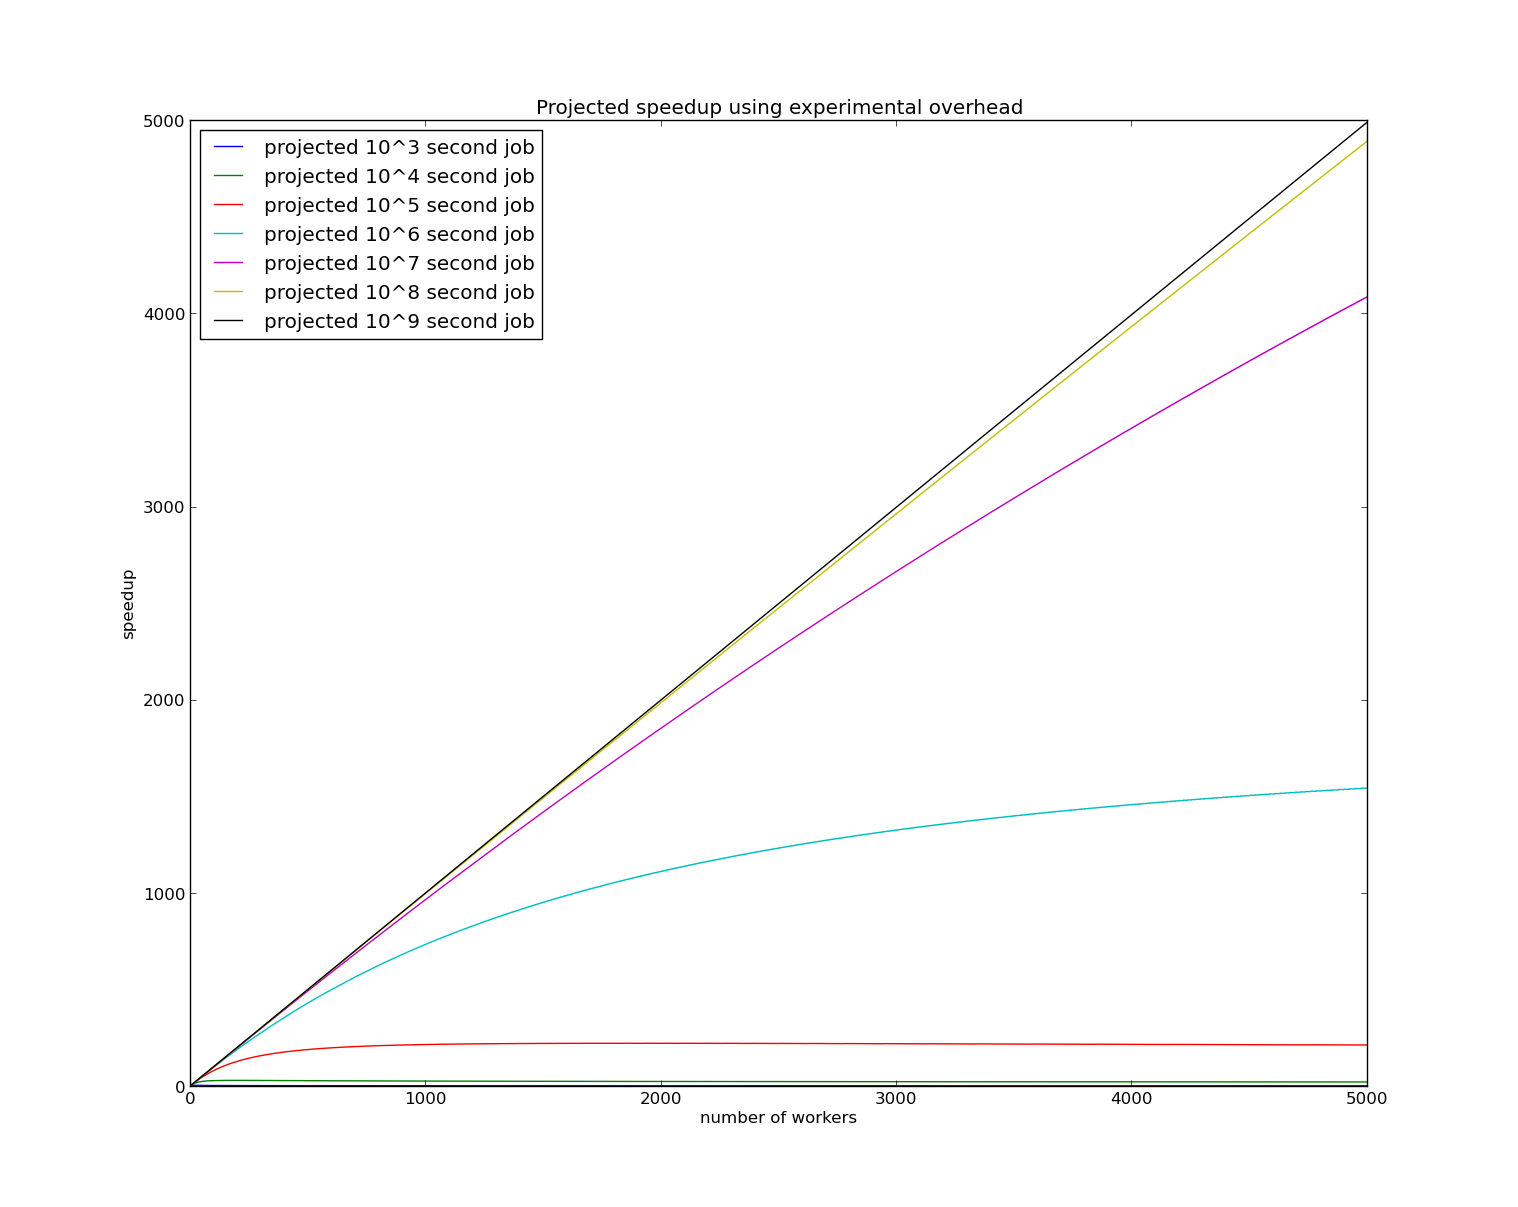 Projected speedup using experimental overhead
5000
4000
3000
2000
1000
0
speedup
projected 10^3 second job
projected 10^4 second job
projected 10^5 second job
projected 10^6 second job
projected 10^7 second job
projected 10^8 second job
projected 10^9 second job
0 1000 2000 3000 4000 5000
number of workers